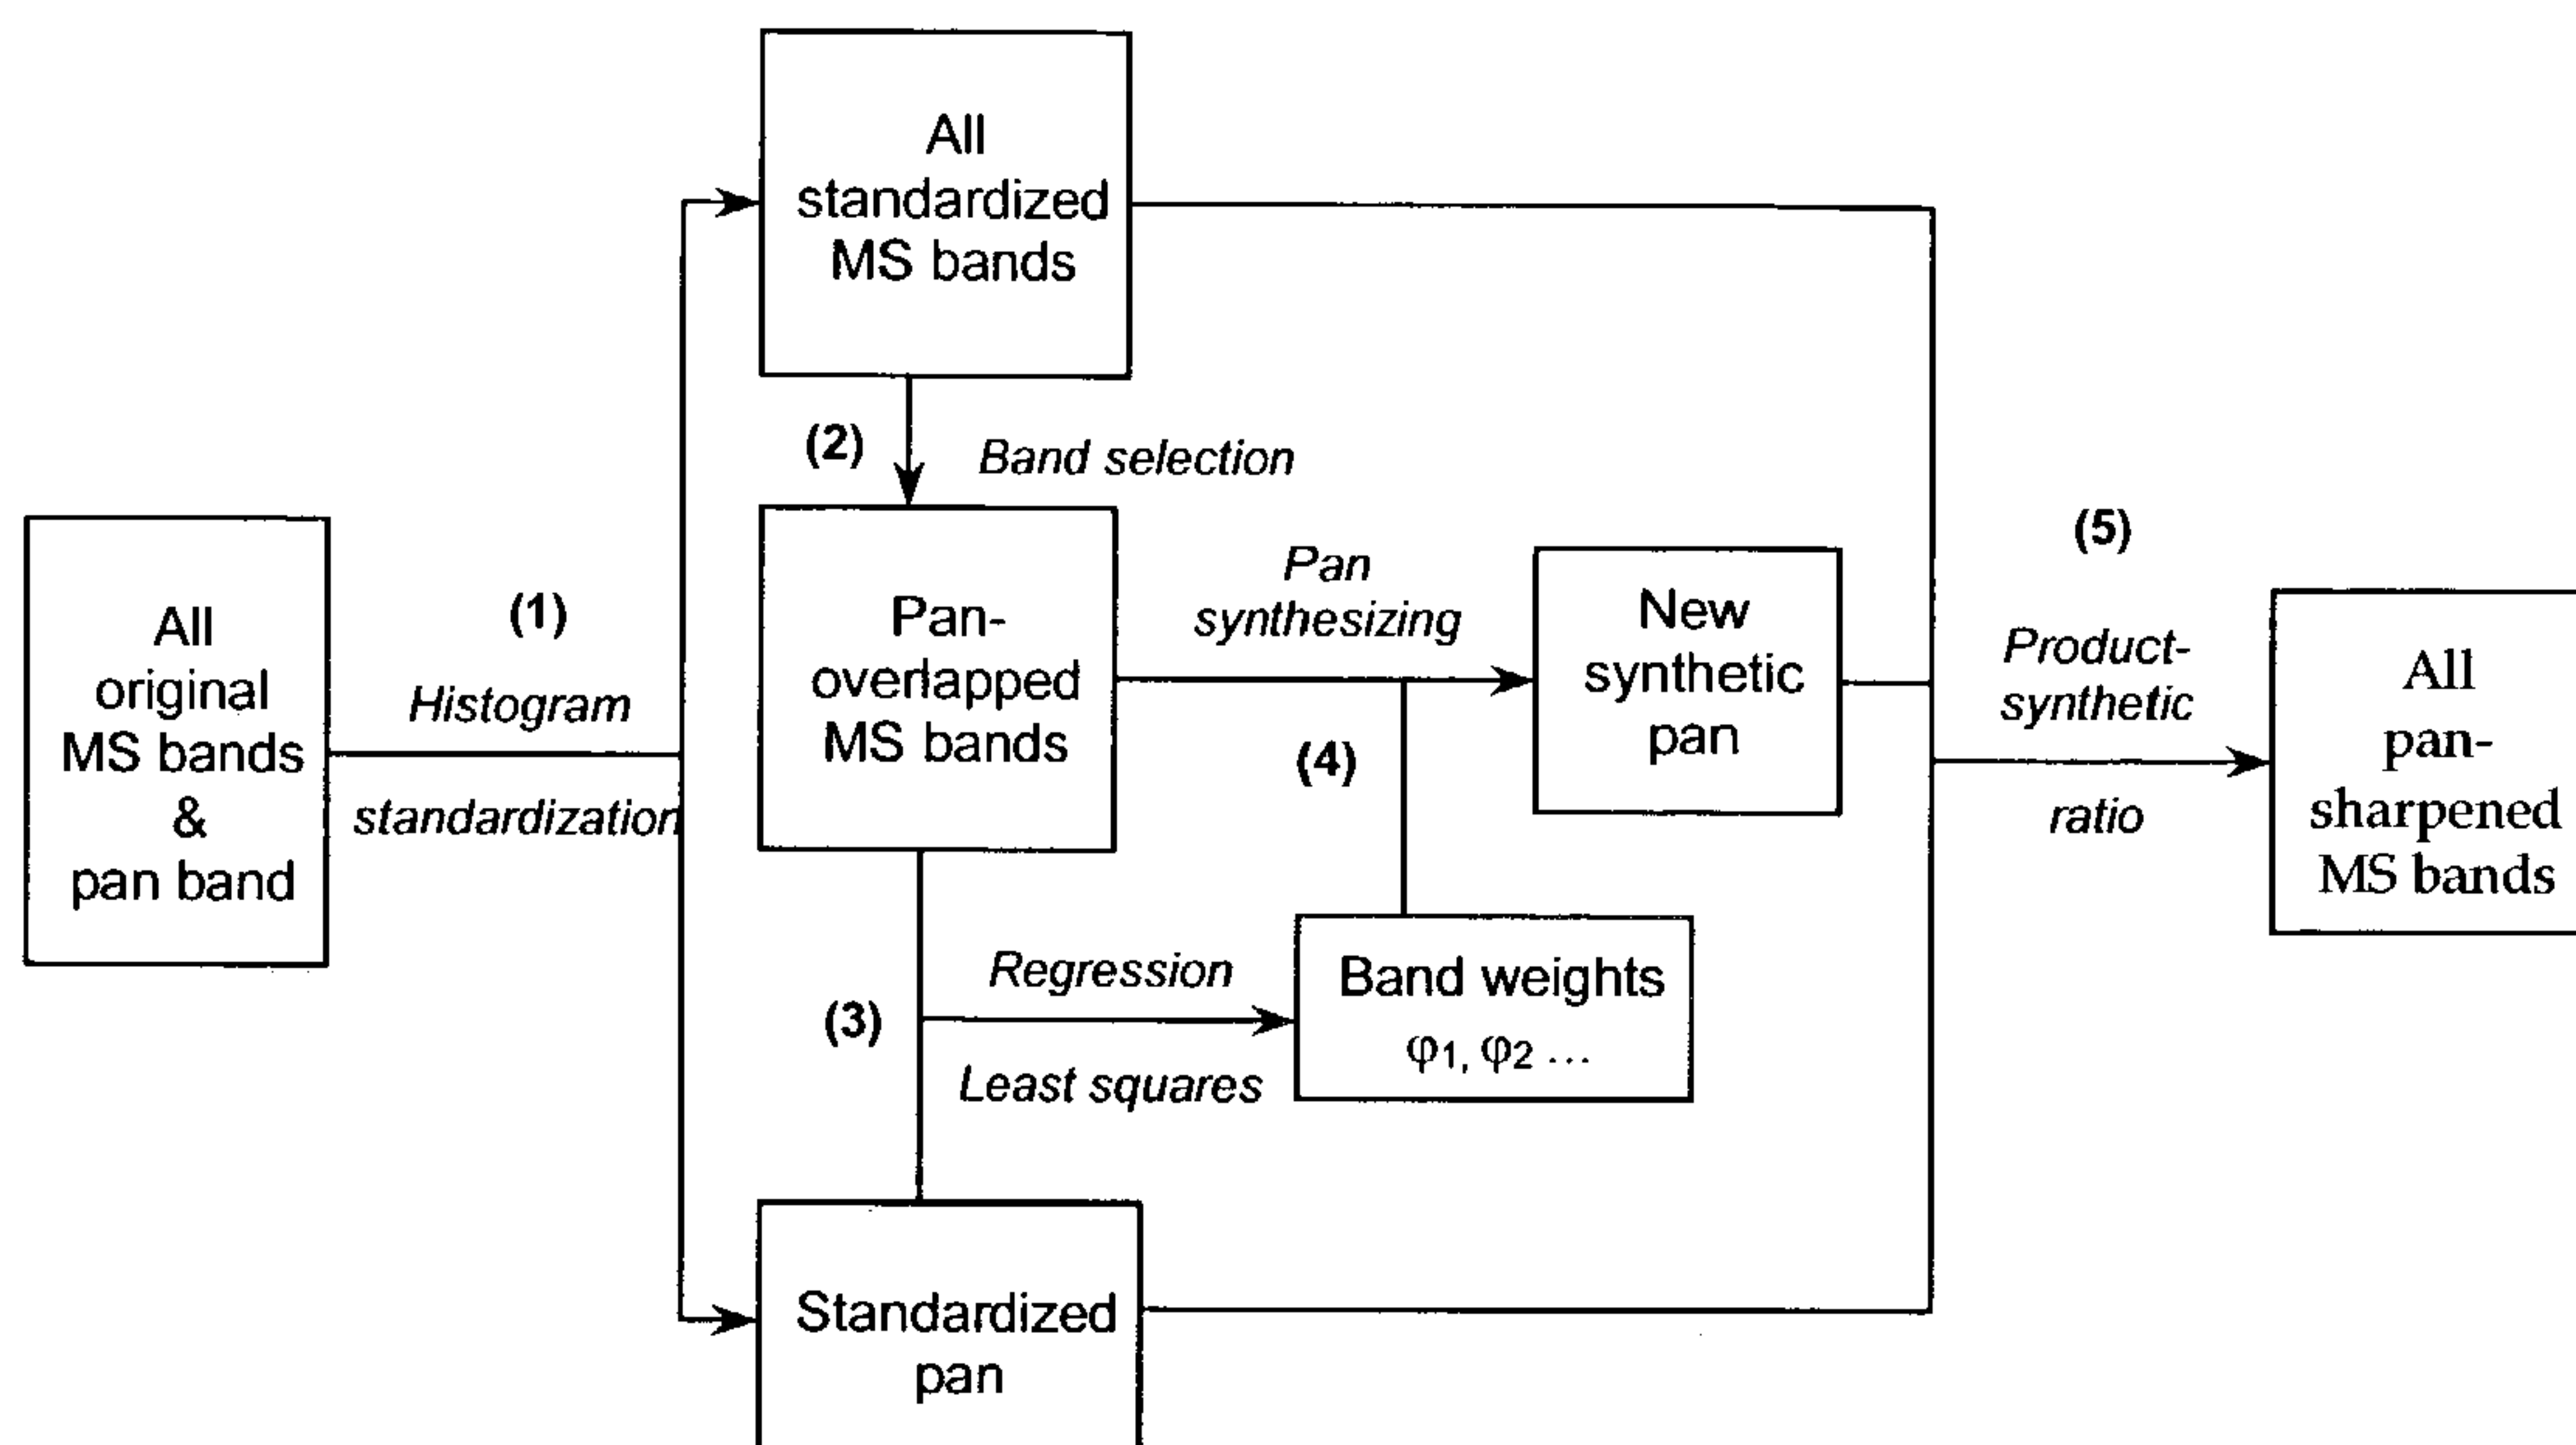 All
standardized
MS bands
(2)
Band selection
All
original
MS bands
&
pan band
(1)
Histogram
standardization
Pan-
overlapped
MS bands
Pan
synthesizing
(4)
New
synthetic
pan
(5)
Product-
synthetic
ratio
All
pan-
sharpened
MS bands
(3)
Regression
Least squares
Band weights
φ1, φ2 ...
Standardized
pan